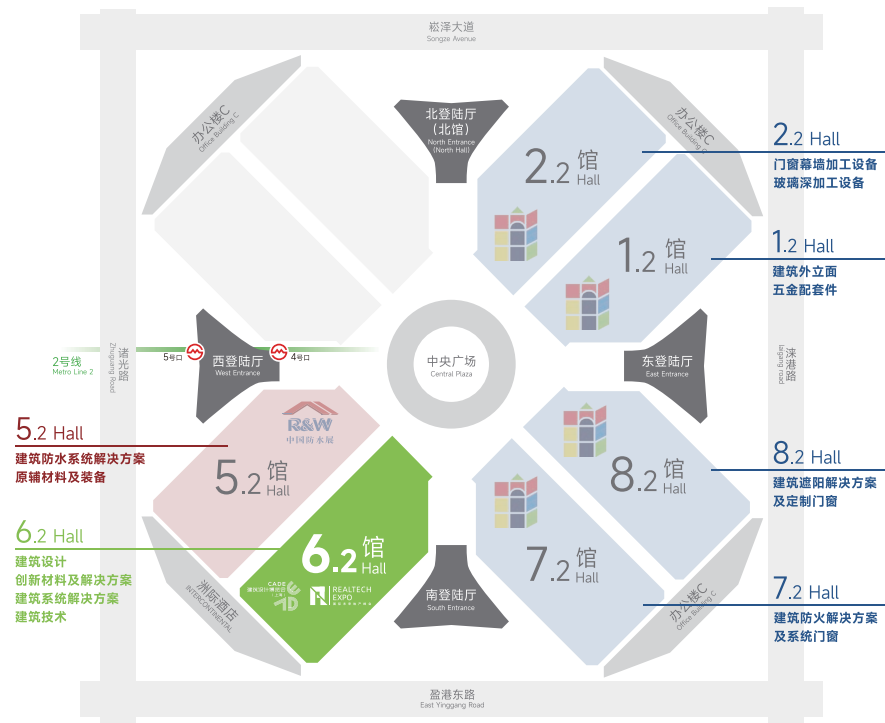 崧泽大道
Songze Avenue
办公楼C
Office Building C
北登陆厅
(北馆)
North Entrance
(North Hall)
办公楼C
Office Building C
2.2 馆
Hall
2.2 Hall
门窗幕墙加工设备
玻璃深加工设备
1.2 馆
Hall
1.2 Hall
建筑外立面
五金配套件
2号线
Metro Line 2
诸光路
Zhuguang Road
5号口
4号口
西登陆厅
West Entrance
中央广场
Central Plaza
东登陆厅
East Entrance
涞港路
laigang road
5.2 Hall
建筑防水系统解决方案
原辅材料及装备
R&W
中国防水展
5.2 馆
Hall
8.2 馆
Hall
8.2 Hall
建筑遮阳解决方案
及定制门窗
6.2 Hall
建筑设计
创新材料及解决方案
建筑系统解决方案
建筑技术
6.2 馆
Hall
CADE
REALTECH
EXPO
洲际酒店
INTERCONTINENTAL
南登陆厅
South Entrance
7.2 馆
Hall
办公楼C
Office Building C
7.2 Hall
建筑防火解决方案
及系统门窗
盈港东路
East Yinggang Road